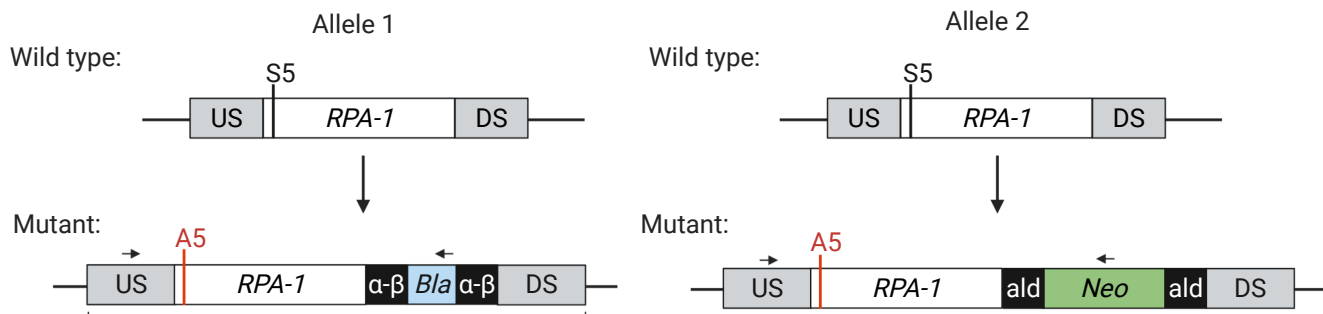 Allele 1
Wild type:
S5
US RPA-1 DS
Mutant:
A5
US RPA-1 α-β Bla α-β DS
Allele 2
Wild type:
S5
US RPA-1 DS
Mutant:
A5
US RPA-1 ald Neo ald DS